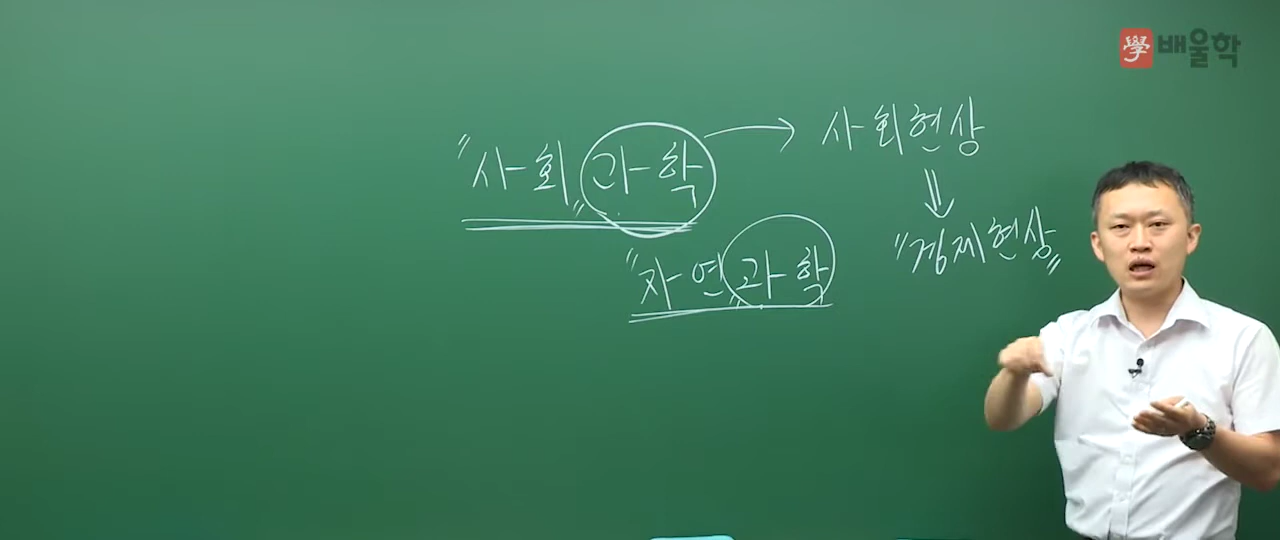 學 배울학
"사회과학" → 사회현상
⇓
"경제현상"
"자연과학"